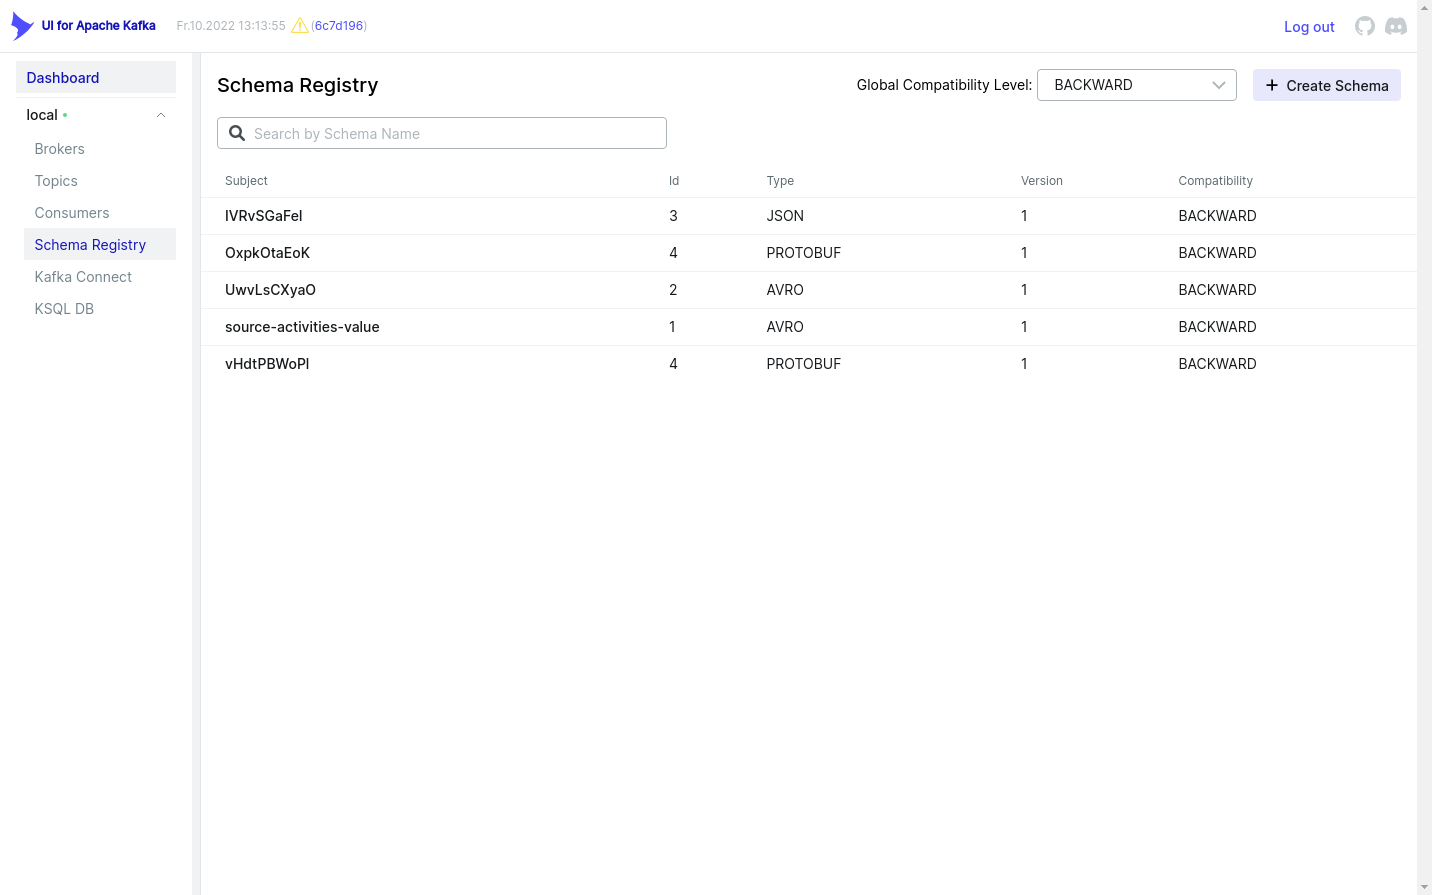 UI for Apache Kafka Fr.10.2022 13:13:55 (6c7d196) Log out
Dashboard
local
Brokers
Topics
Consumers
Schema Registry
Kafka Connect
KSQL DB
Schema Registry Global Compatibility Level: BACKWARD Create Schema
Search by Schema Name
Subject Id Type Version Compatibility
IVRvSGaFeI 3 JSON 1 BACKWARD
OxpkOtaEoK 4 PROTOBUF 1 BACKWARD
UwvLsCXyaO 2 AVRO 1 BACKWARD
source-activities-value 1 AVRO 1 BACKWARD
vHdtPBWoPI 4 PROTOBUF 1 BACKWARD